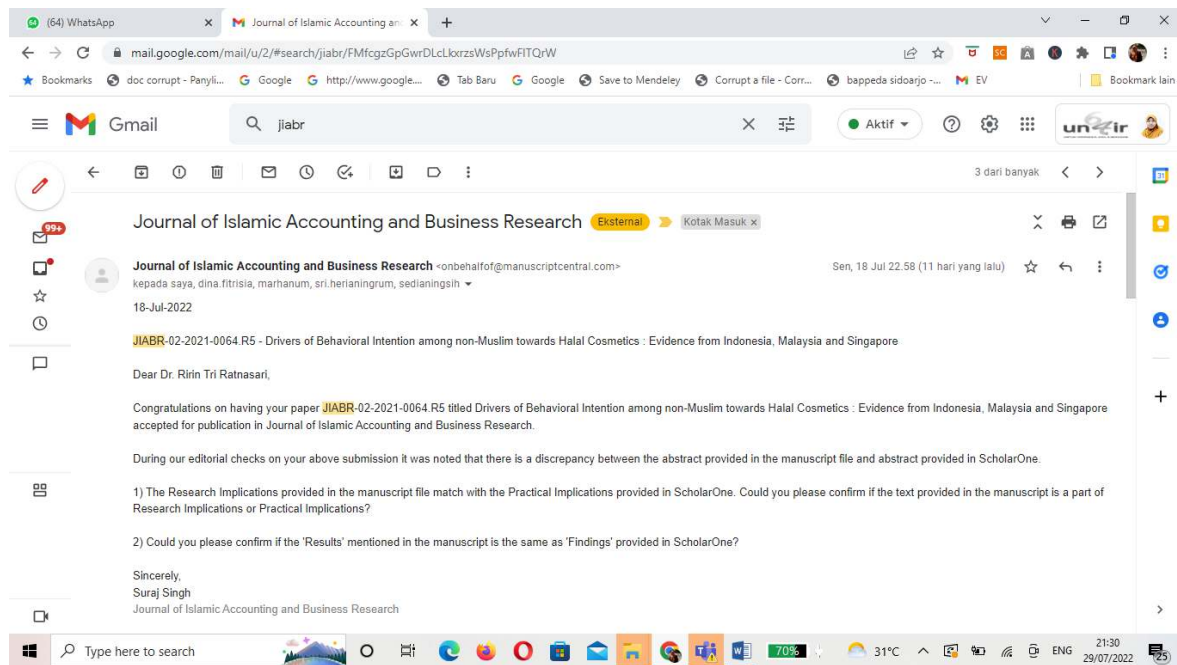 (64) WhatsApp
Journal of Islamic Accounting an
mail.google.com/mail/u/2/#search/jiabr/FMfcgzGpGwrDLcLkxrzsWsPpfwFlTQrW
Bookmarks
doc corrupt - Panyli...
Google
http://www.google....
Tab Baru
Google
Save to Mendeley
Corrupt a file - Corr...
bappeda sidoarjo -...
EV
Bookmark lain
Gmail
jiabr
Aktif
3 dari banyak
99+
Journal of Islamic Accounting and Business Research Eksternal Kotak Masuk x
Journal of Islamic Accounting and Business Research <onbehalfof@manuscriptcentral.com>
Sen, 18 Jul 22.58 (11 hari yang lalu)
kepada saya, dina.fitrisia, marhanum, sri.herianingrum, sedianingsih
18-Jul-2022
JIABR-02-2021-0064.R5 - Drivers of Behavioral Intention among non-Muslim towards Halal Cosmetics : Evidence from Indonesia, Malaysia and Singapore
Dear Dr. Ririn Tri Ratnasari,
Congratulations on having your paper JIABR-02-2021-0064.R5 titled Drivers of Behavioral Intention among non-Muslim towards Halal Cosmetics : Evidence from Indonesia, Malaysia and Singapore
accepted for publication in Journal of Islamic Accounting and Business Research.
During our editorial checks on your above submission it was noted that there is a discrepancy between the abstract provided in the manuscript file and abstract provided in ScholarOne.
1) The Research Implications provided in the manuscript file match with the Practical Implications provided in ScholarOne. Could you please confirm if the text provided in the manuscript is a part of
Research Implications or Practical Implications?
2) Could you please confirm if the 'Results' mentioned in the manuscript is the same as 'Findings' provided in ScholarOne?
Sincerely,
Suraj Singh
Journal of Islamic Accounting and Business Research
Type here to search
70%
31°C
ENG
21:30
29/07/2022
25